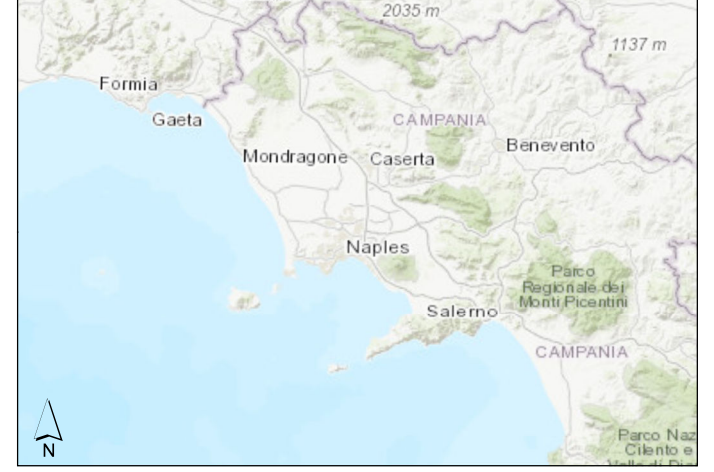 2035 m
1137 m
Formia
Gaeta
CAMPANIA
Benevento
Mondragone
Caserta
Naples
Parco
Regionale dei
Monti Picentini
Salerno
CAMPANIA
Parco Naz
Cilento e
N